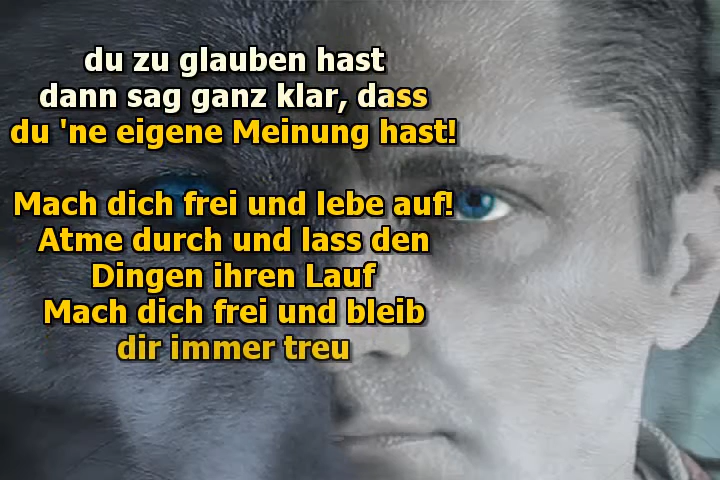 du zu glauben hast
dann sag ganz klar, dass
du 'ne eigene Meinung hast!
Mach dich frei und lebe auf!
Atme durch und lass den
Dingen ihren Lauf
Mach dich frei und bleib
dir immer treu